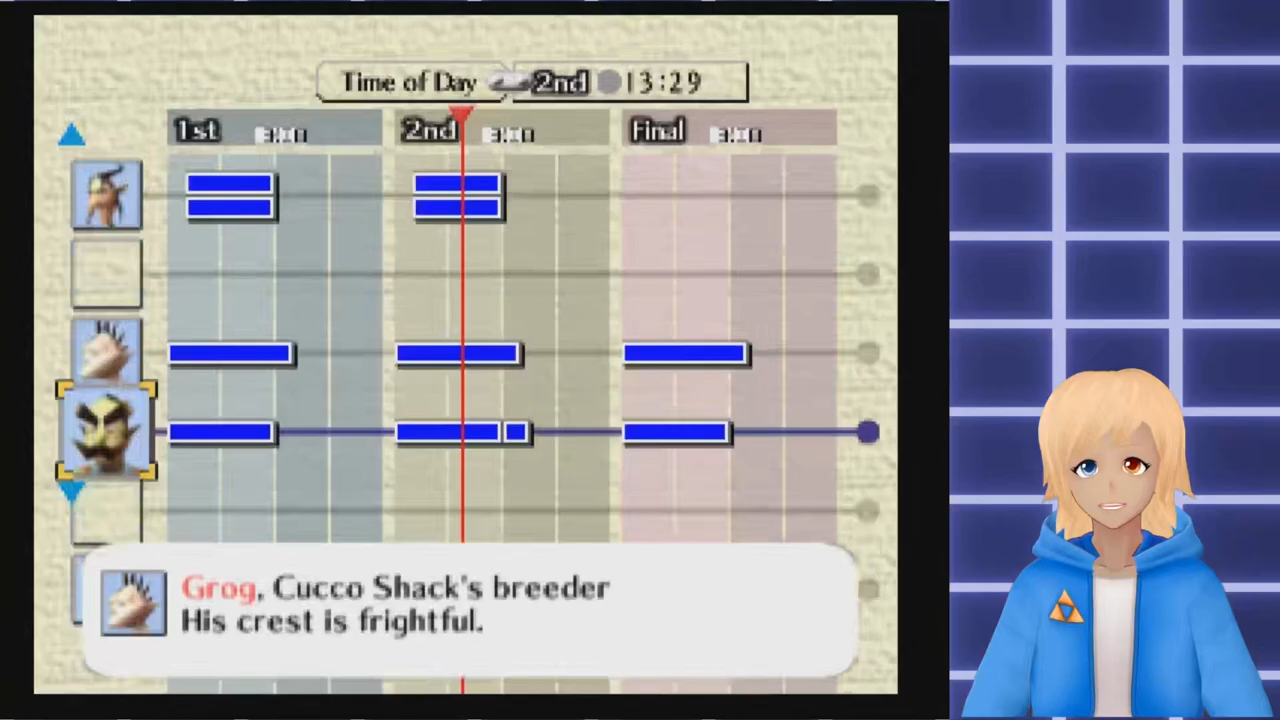 Time of Day 2nd 13:29
1st 2nd Final
Grog, Cucco Shack's breeder
His crest is frightful.